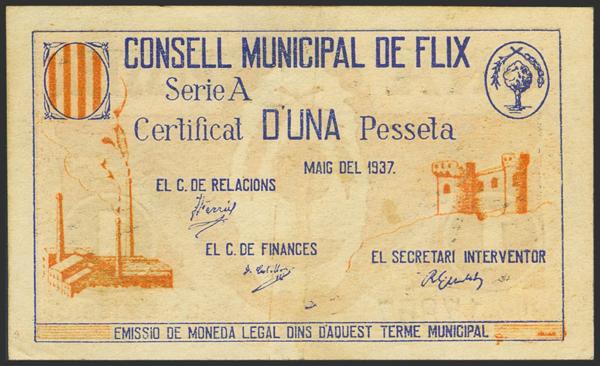 CONSELL MUNICIPAL DE FLIX
Serie A
Certificat D'UNA Pesseta
MAIG DEL 1937.
EL C. DE RELACIONS
EL C. DE FINANCES
EL SECRETARI INTERVENTOR
EMISSIO DE MONEDA LEGAL DINS D'AQUEST TERME MUNICIPAL